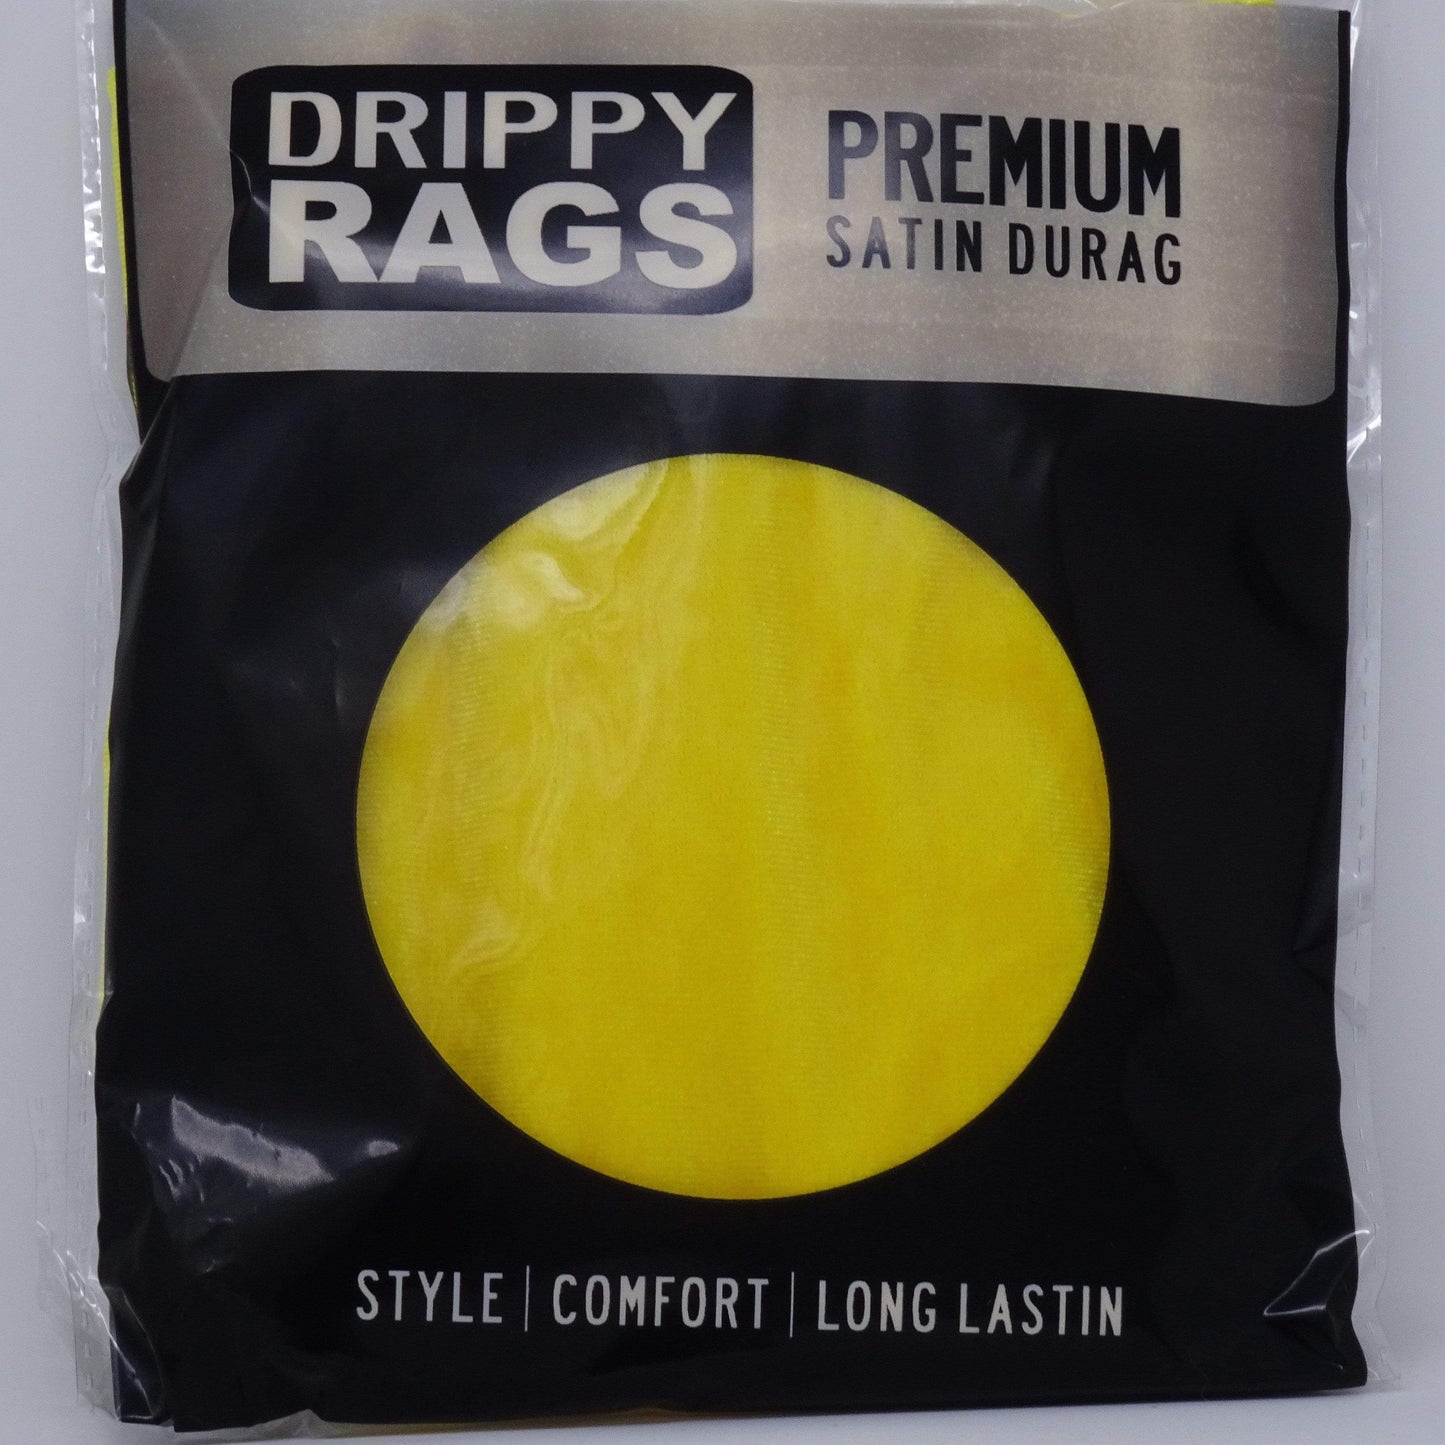 DRIPPY
RAGS
PREMIUM
SATIN DURAG
STYLE | COMFORT | LONG LASTIN